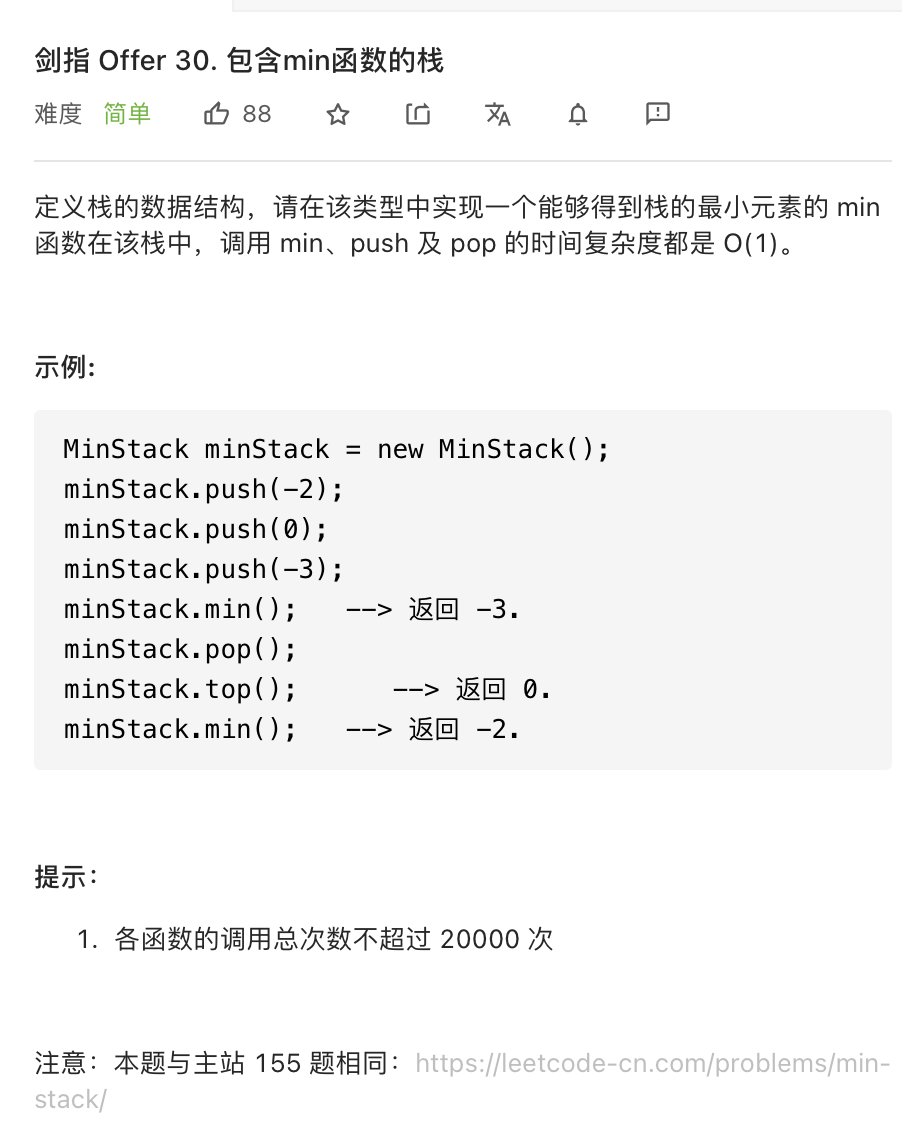 剑指 Offer 30. 包含min函数的栈
难度 简单 88
定义栈的数据结构，请在该类型中实现一个能够得到栈的最小元素的 min
函数在该栈中，调用 min、push 及 pop 的时间复杂度都是 O(1)。
示例:
MinStack minStack = new MinStack();
minStack.push(-2);
minStack.push(0);
minStack.push(-3);
minStack.min();   --> 返回 -3.
minStack.pop();
minStack.top();      --> 返回 0.
minStack.min();   --> 返回 -2.
提示：
1. 各函数的调用总次数不超过 20000 次
注意：本题与主站 155 题相同：https://leetcode-cn.com/problems/min-
stack/